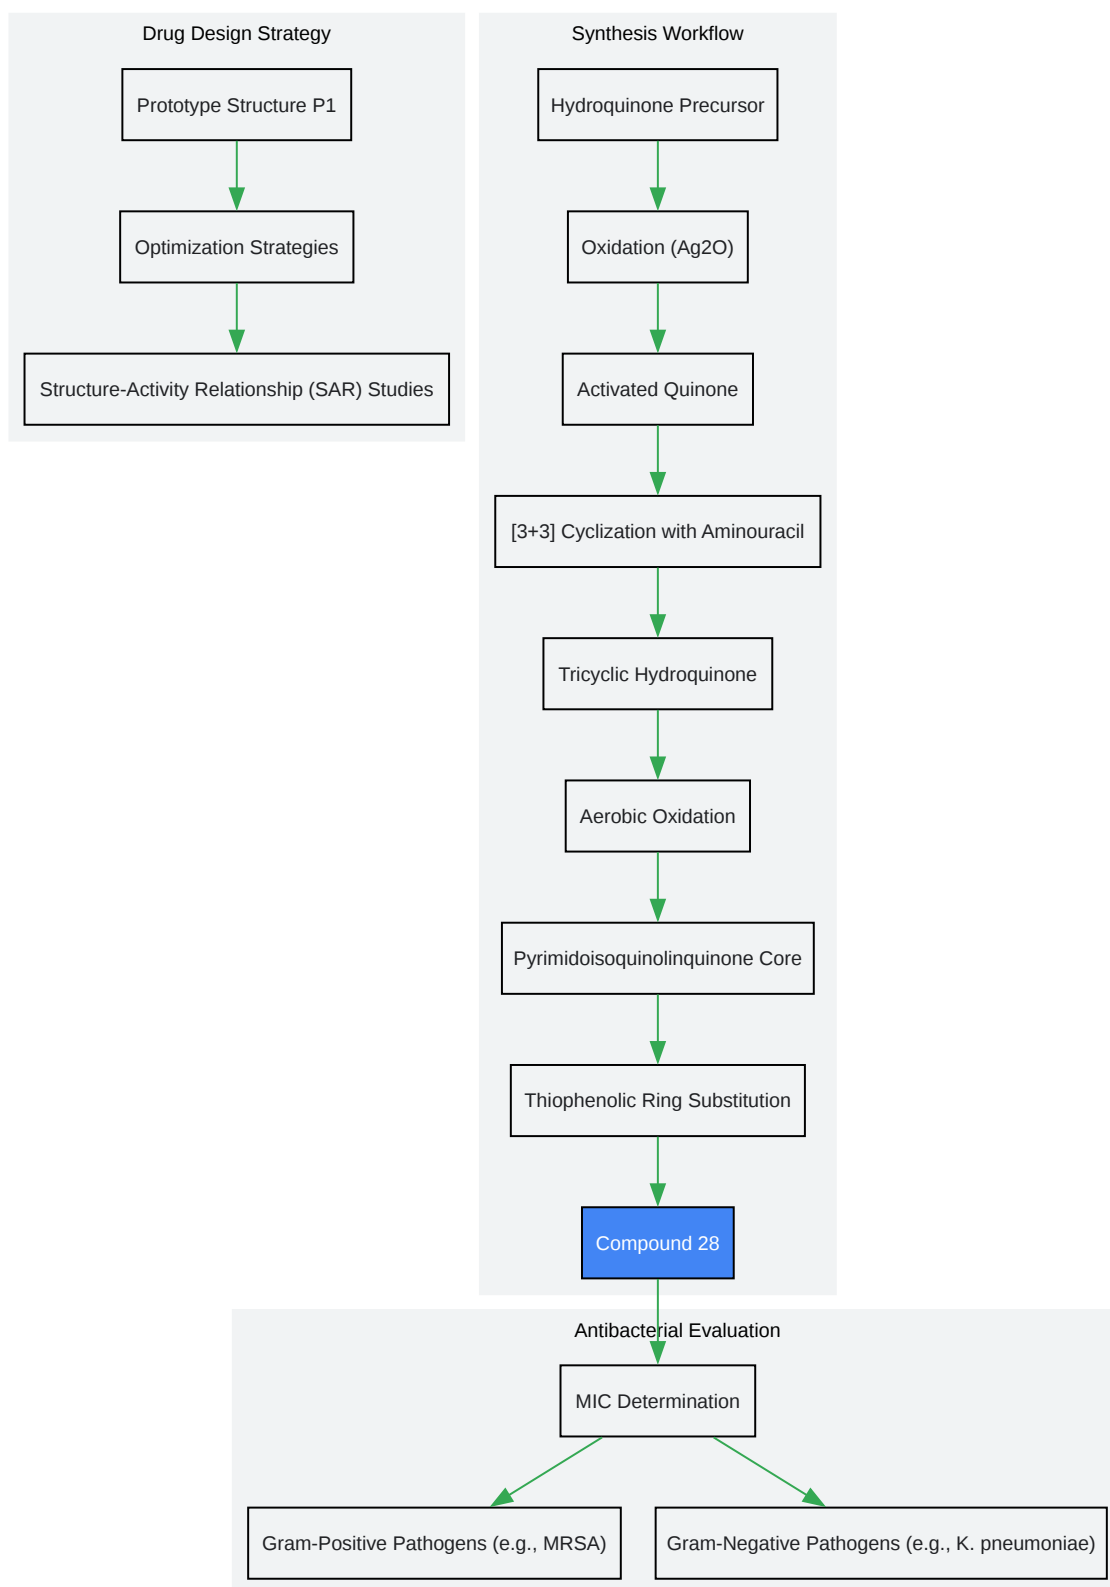 Drug Design Strategy
Prototype Structure P1
Optimization Strategies
Structure-Activity Relationship (SAR) Studies
Synthesis Workflow
Hydroquinone Precursor
Oxidation (Ag2O)
Activated Quinone
[3+3] Cyclization with Aminouracil
Tricyclic Hydroquinone
Aerobic Oxidation
Pyrimidoisoquinolinquinone Core
Thiophenolic Ring Substitution
Compound 28
Antibacterial Evaluation
MIC Determination
Gram-Positive Pathogens (e.g., MRSA)
Gram-Negative Pathogens (e.g., K. pneumoniae)